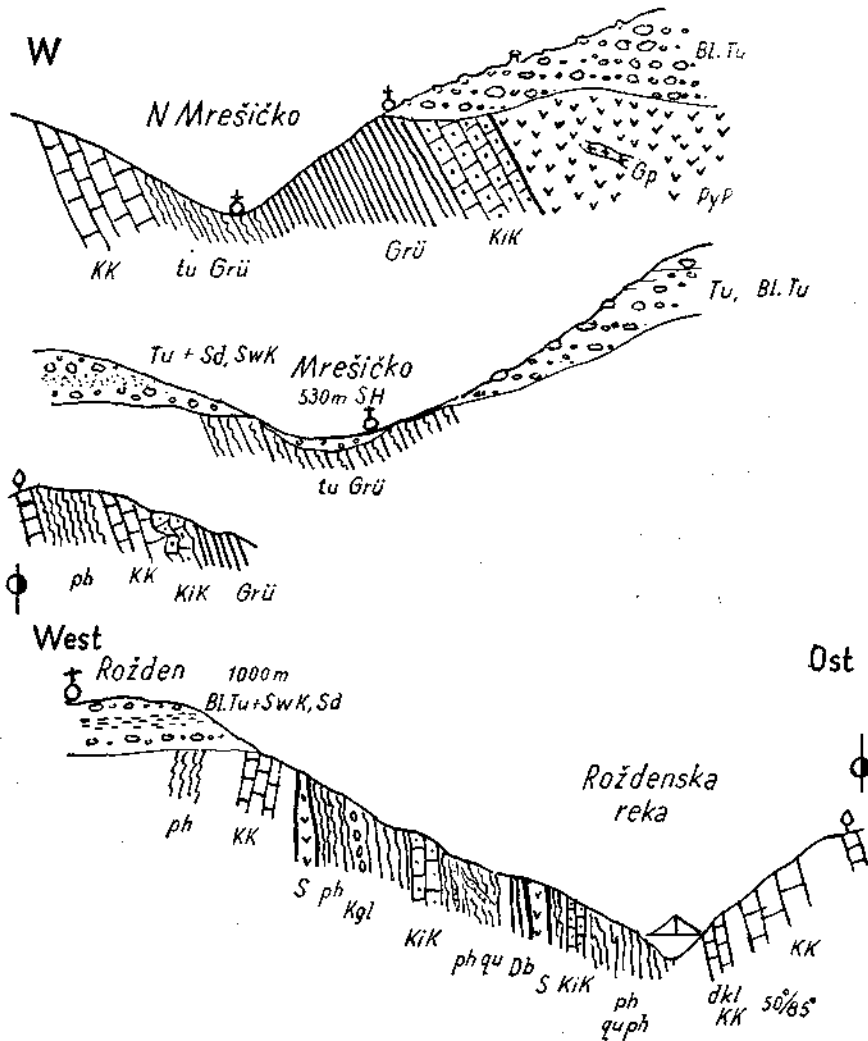 W
Bl. Tu
N Mrešičko
Gp
PyP
KK
tu Grü
Grü
KiK
Tu, Bl. Tu
Tu + Sd, SwK
Mrešičko
530m SH
tu Grü
ph
KK
KiK
Grü
West
Ost
Rožden
1000m
Bl.Tu+SwK, Sd
Roždenska
reka
ph
KK
S
ph
Kgl
KiK
ph qu
Db
S
KiK
ph
qu ph
dkl
KK
50°/85°
KK